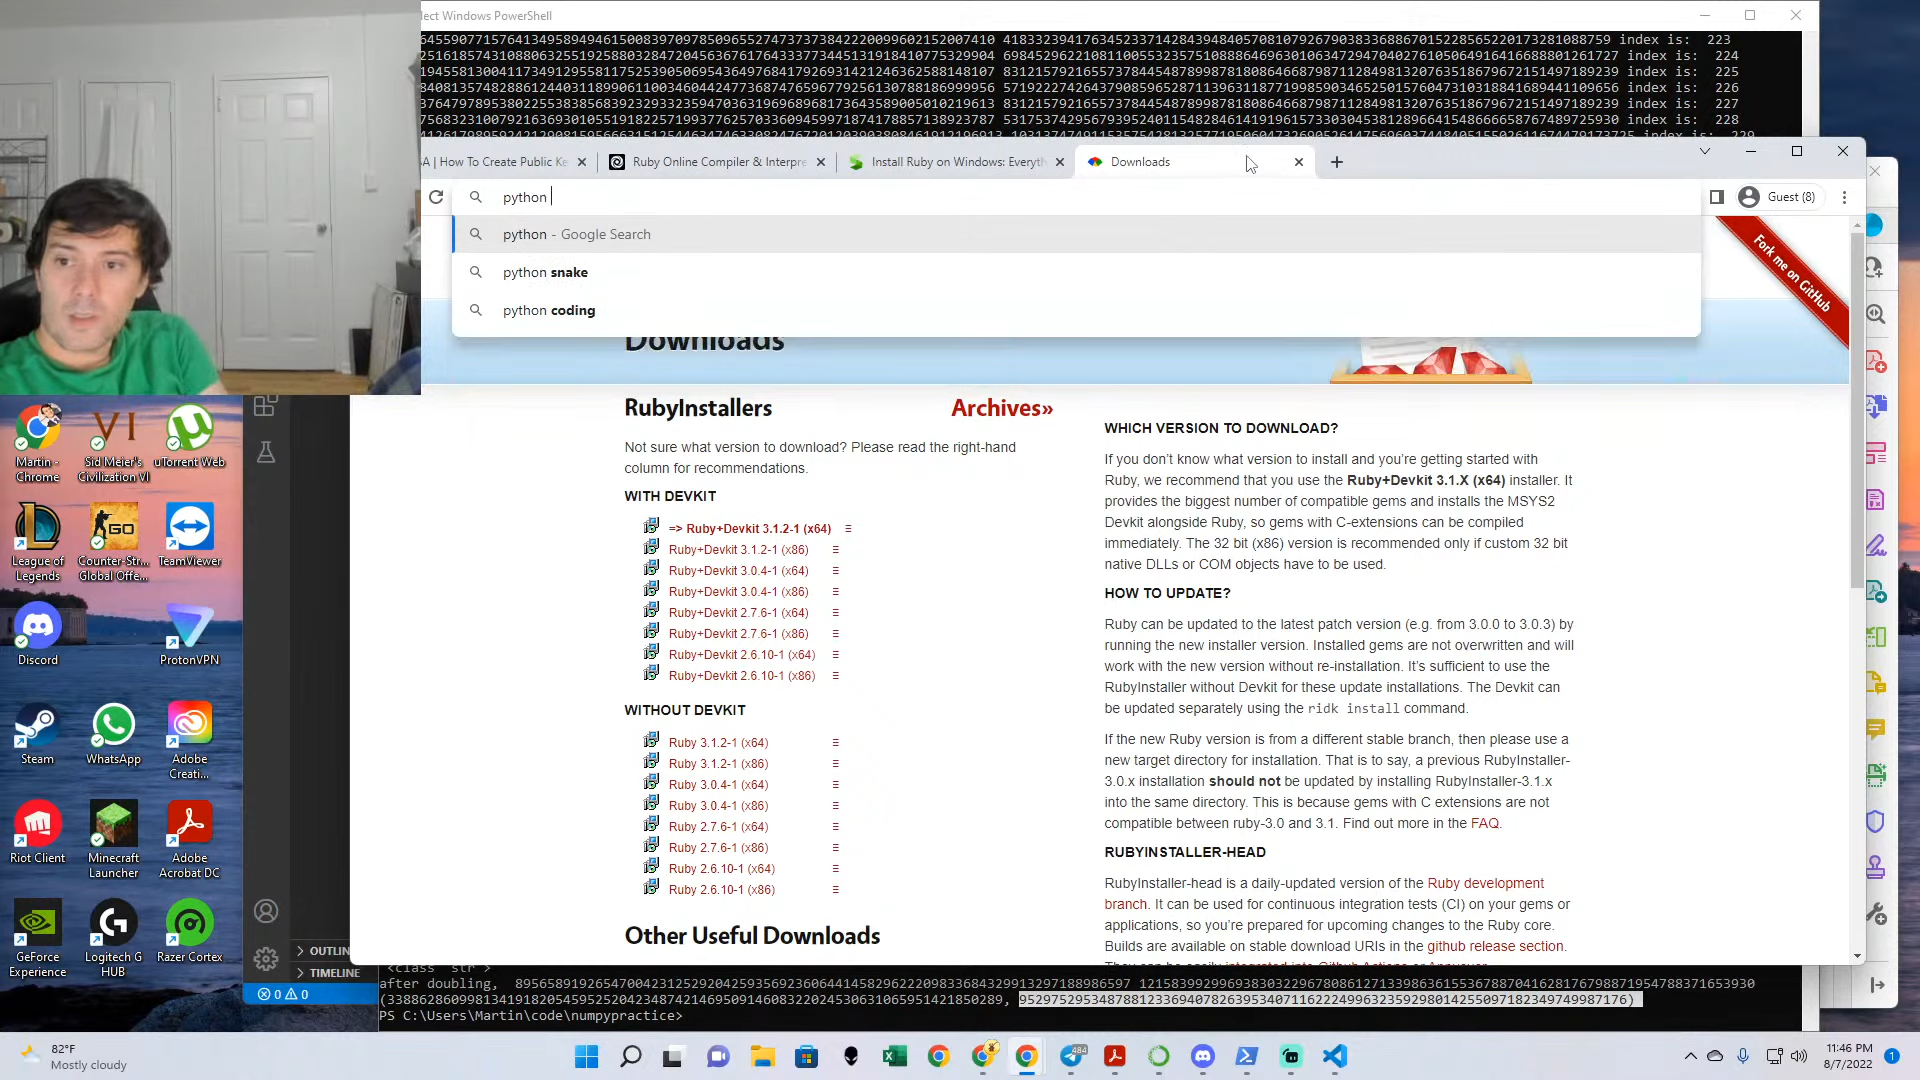 lect Windows PowerShell
6455907715764134958949461500839709785096552747373738422200996021520074​10 4183323941763452337142843948405708107926790383368867015228565220173281088759 index is: 223
index is: 224
index is: 225
index is: 226
index is: 227
index is: 228
A | How To Create Public Ke
Ruby Online Compiler & Interpre
Install Ruby on Windows: Everyth
Downloads
python
Guest (8)
python - Google Search
python snake
python coding
Fork me on GitHub
Downloads
RubyInstallers
Archives»
Not sure what version to download? Please read the right-hand
column for recommendations.
WITH DEVKIT
=> Ruby+Devkit 3.1.2-1 (x64)
Ruby+Devkit 3.1.2-1 (x86)
Ruby+Devkit 3.0.4-1 (x64)
Ruby+Devkit 3.0.4-1 (x86)
Ruby+Devkit 2.7.6-1 (x64)
Ruby+Devkit 2.7.6-1 (x86)
Ruby+Devkit 2.6.10-1 (x64)
Ruby+Devkit 2.6.10-1 (x86)
WITHOUT DEVKIT
Ruby 3.1.2-1 (x64)
Ruby 3.1.2-1 (x86)
Ruby 3.0.4-1 (x64)
Ruby 3.0.4-1 (x86)
Ruby 2.7.6-1 (x64)
Ruby 2.7.6-1 (x86)
Ruby 2.6.10-1 (x64)
Ruby 2.6.10-1 (x86)
Other Useful Downloads
WHICH VERSION TO DOWNLOAD?
If you don't know what version to install and you're getting started with
Ruby, we recommend that you use the Ruby+Devkit 3.1.X (x64) installer. It
provides the biggest number of compatible gems and installs the MSYS2
Devkit alongside Ruby, so gems with C-extensions can be compiled
immediately. The 32 bit (x86) version is recommended only if custom 32 bit
native DLLs or COM objects have to be used.
HOW TO UPDATE?
Ruby can be updated to the latest patch version (e.g. from 3.0.0 to 3.0.3) by
running the new installer version. Installed gems are not overwritten and will
work with the new version without re-installation. It's sufficient to use the
RubyInstaller without Devkit for these update installations. The Devkit can
be updated separately using the ridk install command.
If the new Ruby version is from a different stable branch, then please use a
new target directory for installation. That is to say, a previous RubyInstaller-
3.0.x installation should not be updated by installing RubyInstaller-3.1.x
into the same directory. This is because gems with C extensions are not
compatible between ruby-3.0 and 3.1. Find out more in the FAQ.
RUBYINSTALLER-HEAD
RubyInstaller-head is a daily-updated version of the Ruby development
branch. It can be used for continuous integration tests (CI) on your gems or
applications, so you're prepared for upcoming changes to the Ruby core.
Builds are available on stable download URIs in the github release section.
Martin - Chrome
Sid Meier's Civilization VI
uTorrent Web
League of Legends
Counter-Str... Global Offe...
TeamViewer
Discord
ProtonVPN
Steam
WhatsApp
Adobe Creati...
Riot Client
Minecraft Launcher
Adobe Acrobat DC
GeForce Experience
Logitech G HUB
Razer Cortex
OUTLIN
TIMELINE
0 0
after doubling,
PS C:\Users\Martin\code\numpypractice>
82°F
Mostly cloudy
484
11:46 PM
8/7/2022
1